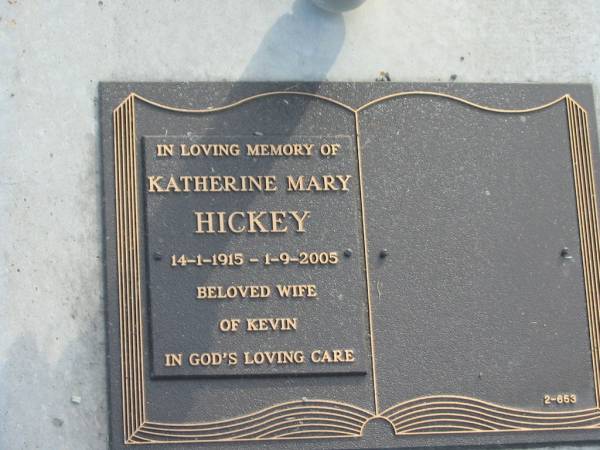 IN LOVING MEMORY OF
KATHERINE MARY
HICKEY
14-1-1915 - 1-9-2005
BELOVED WIFE
OF KEVIN
IN GOD'S LOVING CARE
2-653